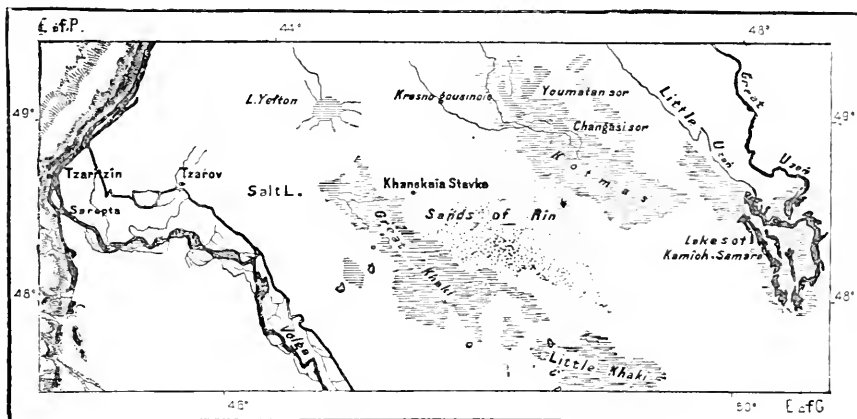 E of P.
44°
48°
49°
49°
L. Yelton
Krasno gousinoie
Youmatan sor
Changasi sor
Little Uzen
Great Uzen
Kotmas
Tzaritzin
Tzarov
Sarepta
Salt L.
Khanskaia Stavka
Sands of Rin
Great Khaki
Lakes of
Kamich-Samara
48°
48°
Volga
Little Khaki
46°
50°
E of G